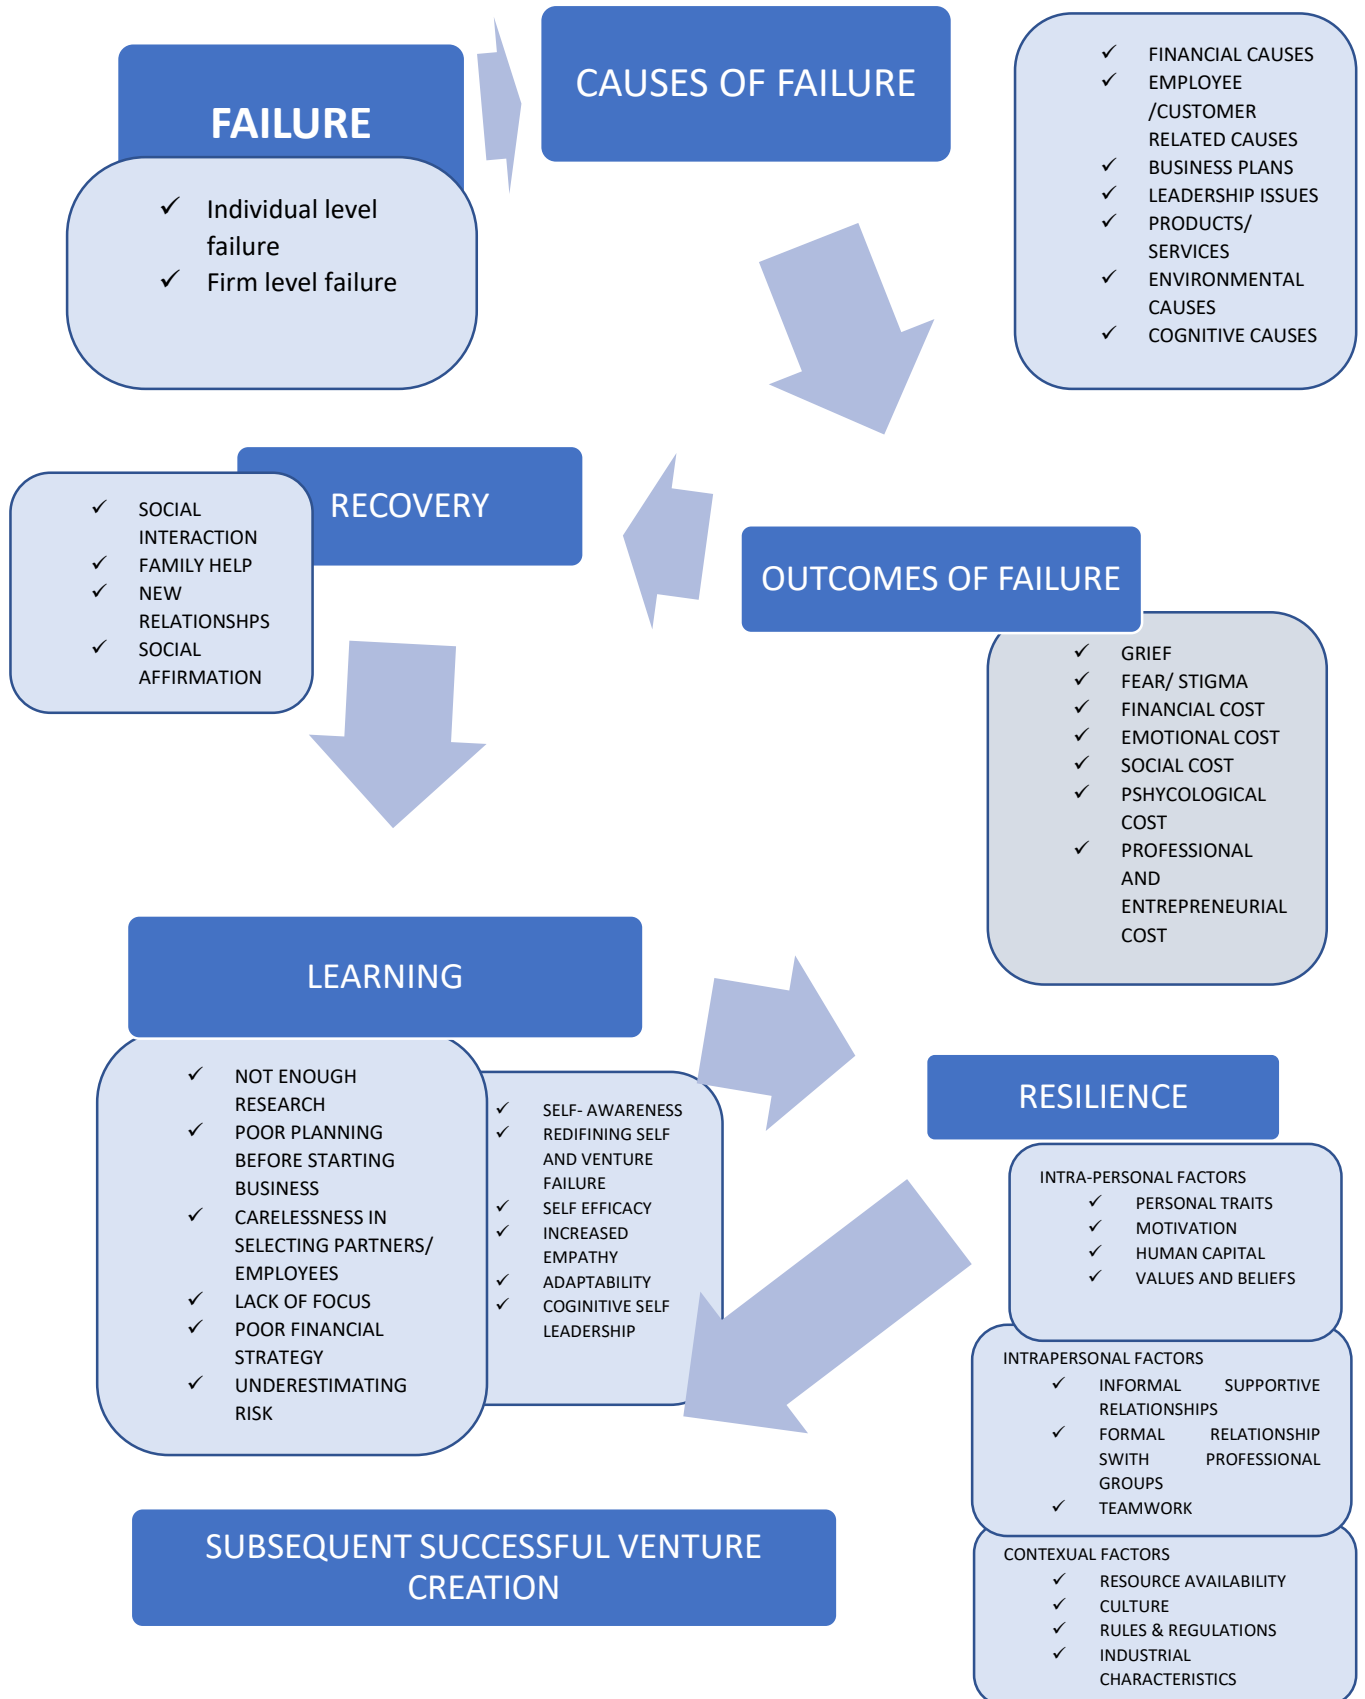 FAILURE
✓ Individual level
failure
✓ Firm level failure
CAUSES OF FAILURE
✓ FINANCIAL CAUSES
✓ EMPLOYEE
/CUSTOMER
RELATED CAUSES
✓ BUSINESS PLANS
✓ LEADERSHIP ISSUES
✓ PRODUCTS/
SERVICES
✓ ENVIRONMENTAL
CAUSES
✓ COGNITIVE CAUSES
OUTCOMES OF FAILURE
✓ GRIEF
✓ FEAR/ STIGMA
✓ FINANCIAL COST
✓ EMOTIONAL COST
✓ SOCIAL COST
✓ PSHYCOLOGICAL
COST
✓ PROFESSIONAL
AND
ENTREPRENEURIAL
COST
RECOVERY
✓ SOCIAL
INTERACTION
✓ FAMILY HELP
✓ NEW
RELATIONSHPS
✓ SOCIAL
AFFIRMATION
LEARNING
✓ NOT ENOUGH
RESEARCH
✓ POOR PLANNING
BEFORE STARTING
BUSINESS
✓ CARELESSNESS IN
SELECTING PARTNERS/
EMPLOYEES
✓ LACK OF FOCUS
✓ POOR FINANCIAL
STRATEGY
✓ UNDERESTIMATING
RISK
✓ SELF- AWARENESS
✓ REDIFINING SELF
AND VENTURE
FAILURE
✓ SELF EFFICACY
✓ INCREASED
EMPATHY
✓ ADAPTABILITY
✓ COGINITIVE SELF
LEADERSHIP
RESILIENCE
INTRA-PERSONAL FACTORS
✓ PERSONAL TRAITS
✓ MOTIVATION
✓ HUMAN CAPITAL
✓ VALUES AND BELIEFS
INTRAPERSONAL FACTORS
✓ INFORMAL SUPPORTIVE
RELATIONSHIPS
✓ FORMAL RELATIONSHIP
SWITH PROFESSIONAL
GROUPS
✓ TEAMWORK
CONTEXUAL FACTORS
✓ RESOURCE AVAILABILITY
✓ CULTURE
✓ RULES & REGULATIONS
✓ INDUSTRIAL
CHARACTERISTICS
SUBSEQUENT SUCCESSFUL VENTURE
CREATION